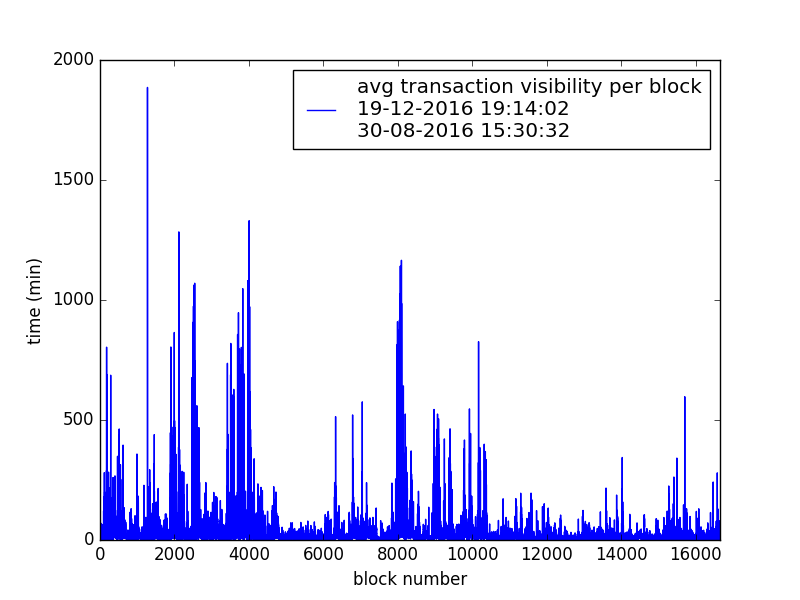 2000
1500
1000
500
0
time (min)
avg transaction visibility per block
19-12-2016 19:14:02
30-08-2016 15:30:32
0 2000 4000 6000 8000 10000 12000 14000 16000
block number